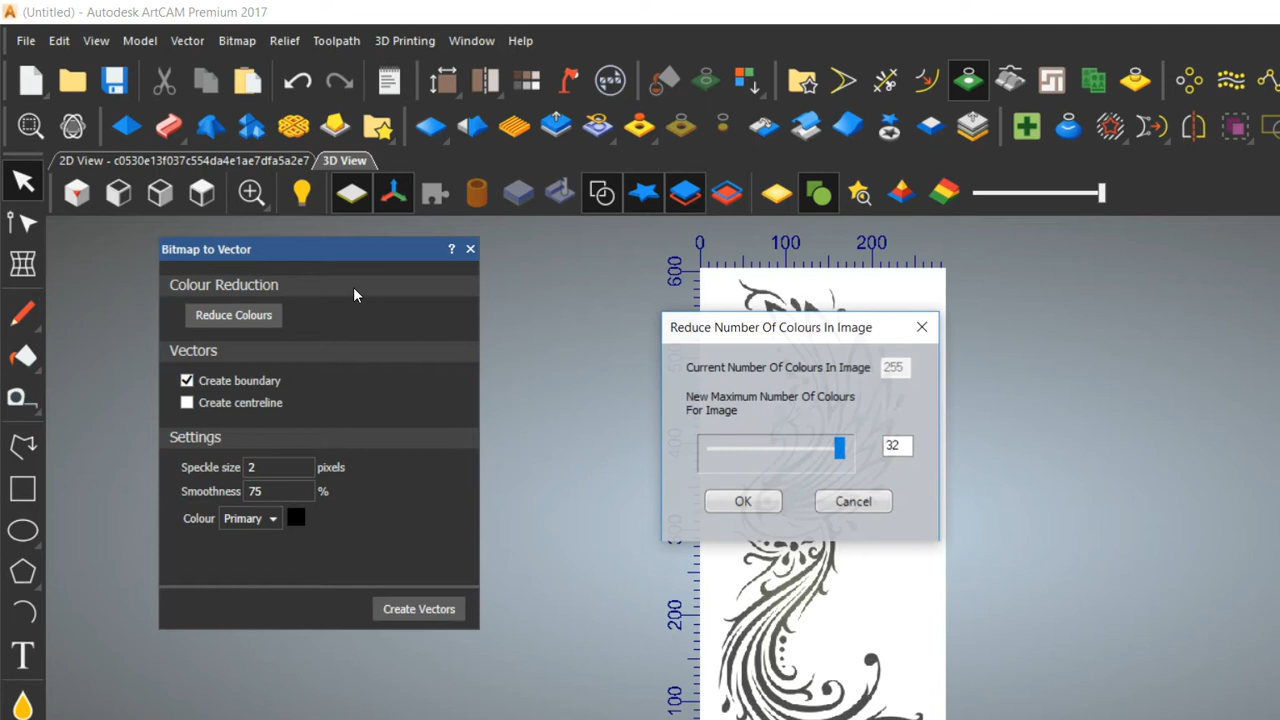 (Untitled) - Autodesk ArtCAM Premium 2017
File Edit View Model Vector Bitmap Relief Toolpath 3D Printing Window Help
2D View - c0530e13f037c554da4e1ae7dfa5a2e7 3D View
Bitmap to Vector ? ×
Colour Reduction
Reduce Colours
Vectors
Create boundary
Create centreline
Settings
Speckle size 2 pixels
Smoothness 75 %
Colour Primary
Create Vectors
0 100 200
600
Reduce Number Of Colours In Image
Current Number Of Colours In Image 255
New Maximum Number Of Colours
For Image
32
OK Cancel
400
300
200
100
T